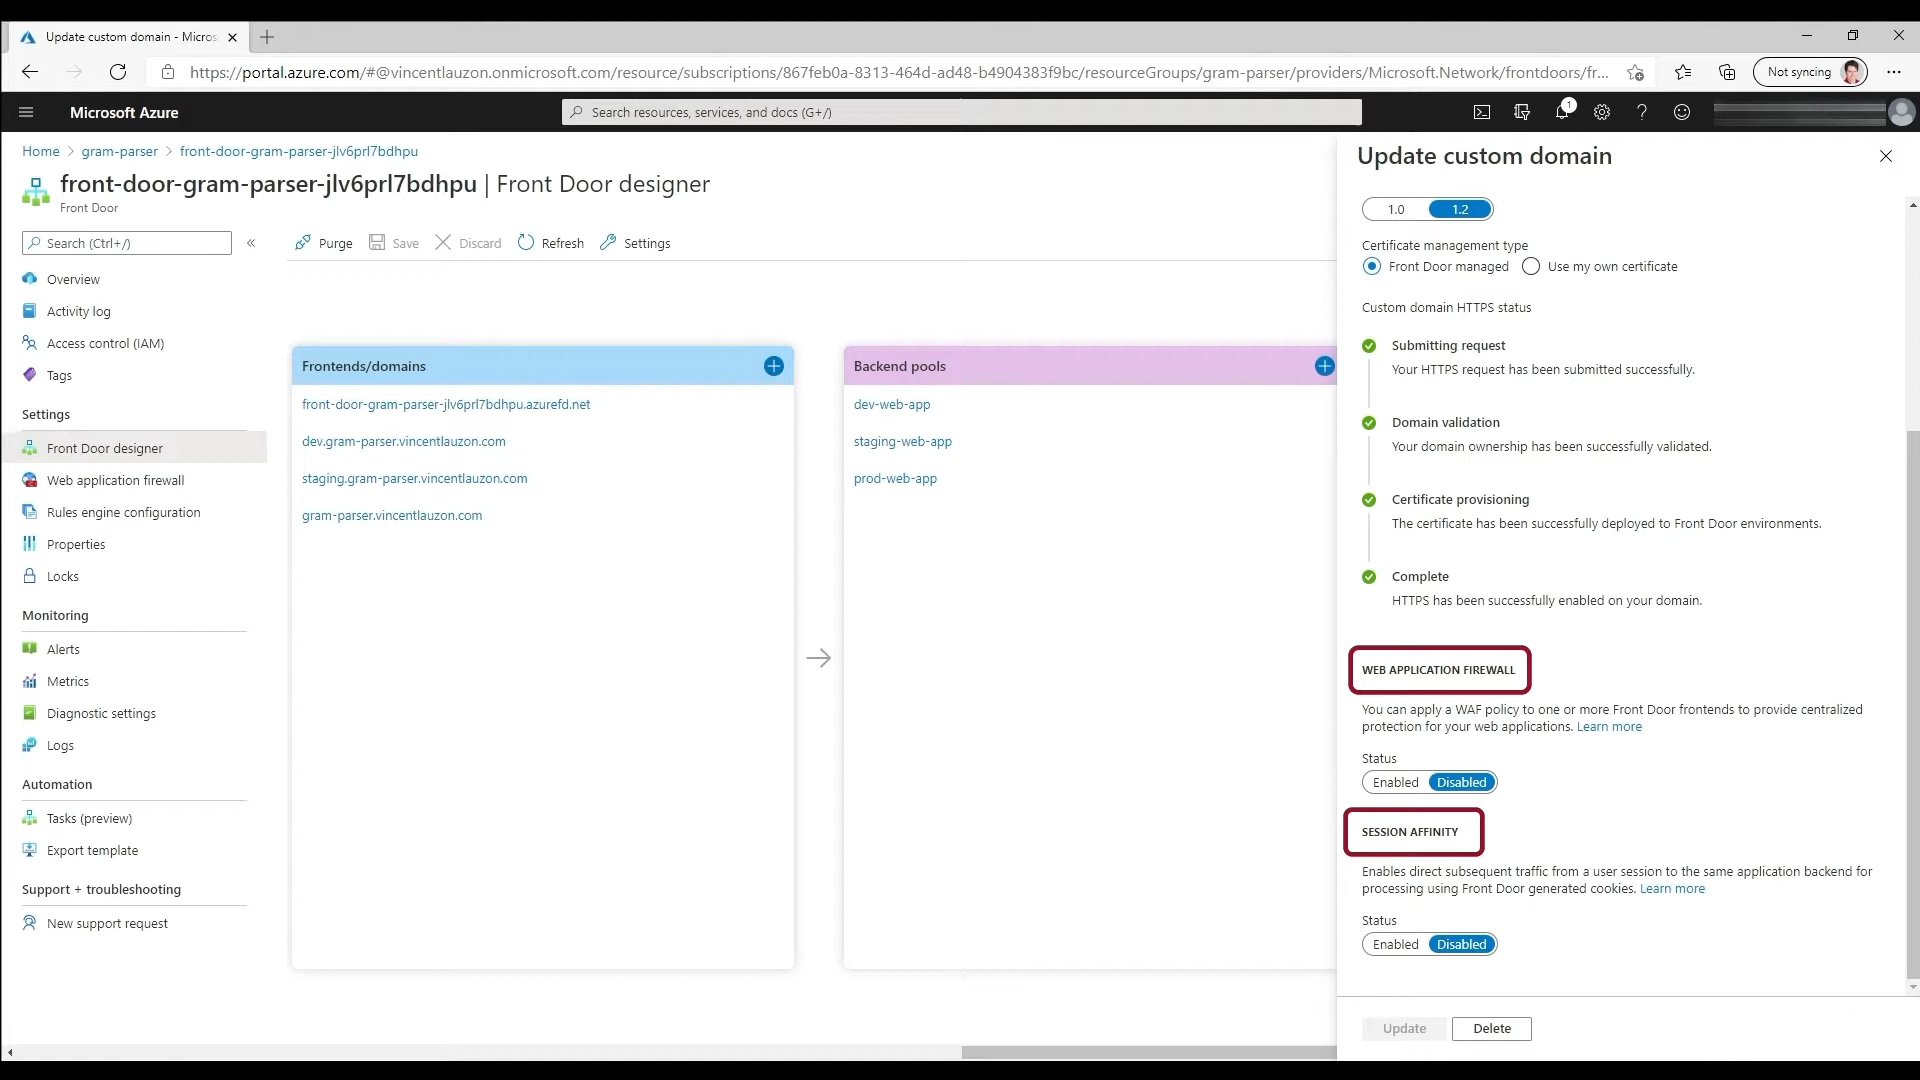 Update custom domain - Micros
https://portal.azure.com/#@vincentlauzon.onmicrosoft.com/resource/subscriptions/867feb0a-8313-464d-ad48-b4904383f9bc/resourceGroups/gram-parser/providers/Microsoft.Network/frontdoors/fr...
Not syncing
Microsoft Azure
Search resources, services, and docs (G+/)
1
Home > gram-parser > front-door-gram-parser-jlv6prl7bdhpu
front-door-gram-parser-jlv6prl7bdhpu | Front Door designer
Front Door
Search (Ctrl+/)
Overview
Activity log
Access control (IAM)
Tags
Settings
Front Door designer
Web application firewall
Rules engine configuration
Properties
Locks
Monitoring
Alerts
Metrics
Diagnostic settings
Logs
Automation
Tasks (preview)
Export template
Support + troubleshooting
New support request
Purge Save Discard Refresh Settings
Frontends/domains
front-door-gram-parser-jlv6prl7bdhpu.azurefd.net
dev.gram-parser.vincentlauzon.com
staging.gram-parser.vincentlauzon.com
gram-parser.vincentlauzon.com
Backend pools
dev-web-app
staging-web-app
prod-web-app
Update custom domain
1.0 1.2
Certificate management type
Front Door managed Use my own certificate
Custom domain HTTPS status
Submitting request
Your HTTPS request has been submitted successfully.
Domain validation
Your domain ownership has been successfully validated.
Certificate provisioning
The certificate has been successfully deployed to Front Door environments.
Complete
HTTPS has been successfully enabled on your domain.
WEB APPLICATION FIREWALL
You can apply a WAF policy to one or more Front Door frontends to provide centralized
protection for your web applications. Learn more
Status
Enabled Disabled
SESSION AFFINITY
Enables direct subsequent traffic from a user session to the same application backend for
processing using Front Door generated cookies. Learn more
Status
Enabled Disabled
Update Delete